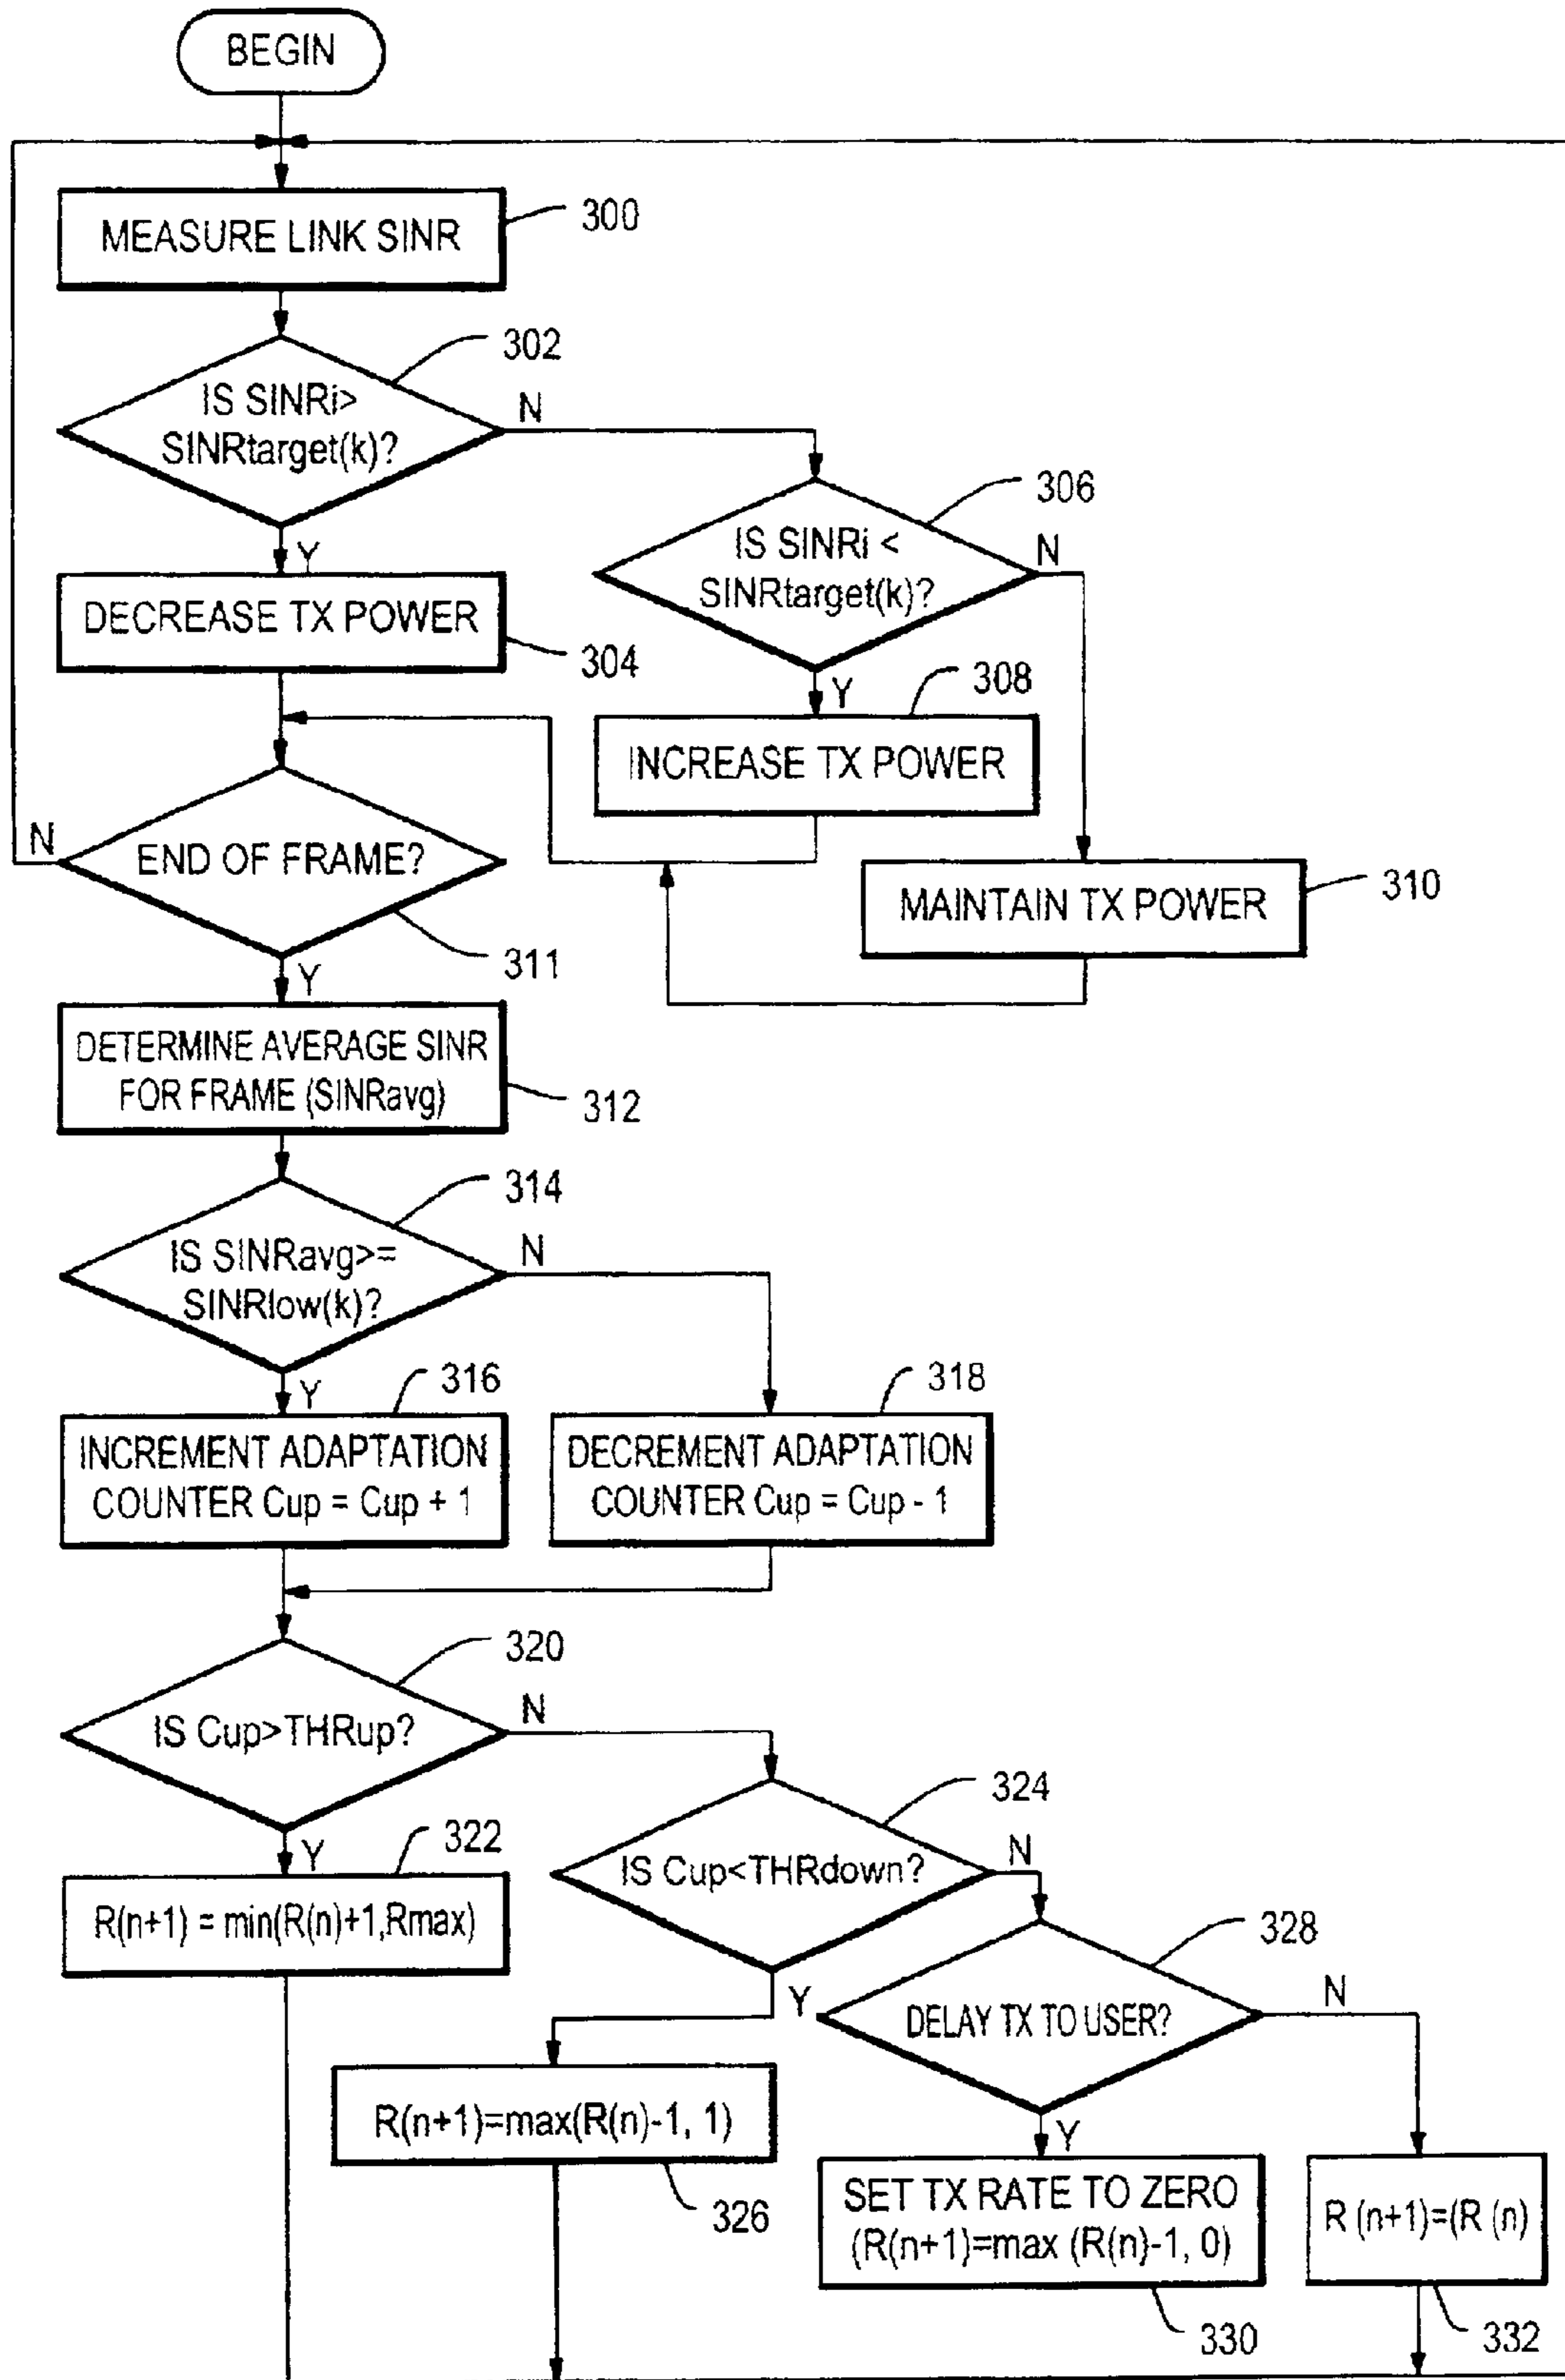 BEGIN
MEASURE LINK SINR
300
302
IS SINRi>
SINRtarget(k)?
N
Y
306
IS SINRi <
SINRtarget(k)?
N
Y
DECREASE TX POWER
304
308
INCREASE TX POWER
N
END OF FRAME?
311
Y
MAINTAIN TX POWER
310
DETERMINE AVERAGE SINR
FOR FRAME (SINRavg)
312
314
IS SINRavg>=
SINRlow(k)?
N
Y
316
INCREMENT ADAPTATION
COUNTER Cup = Cup + 1
318
DECREMENT ADAPTATION
COUNTER Cup = Cup - 1
320
IS Cup>THRup?
N
Y
322
R(n+1) = min(R(n)+1,Rmax)
324
IS Cup<THRdown?
N
Y
328
DELAY TX TO USER?
N
Y
R(n+1)=max(R(n)-1, 1)
326
SET TX RATE TO ZERO
(R(n+1)=max (R(n)-1, 0)
330
R (n+1)=(R (n)
332